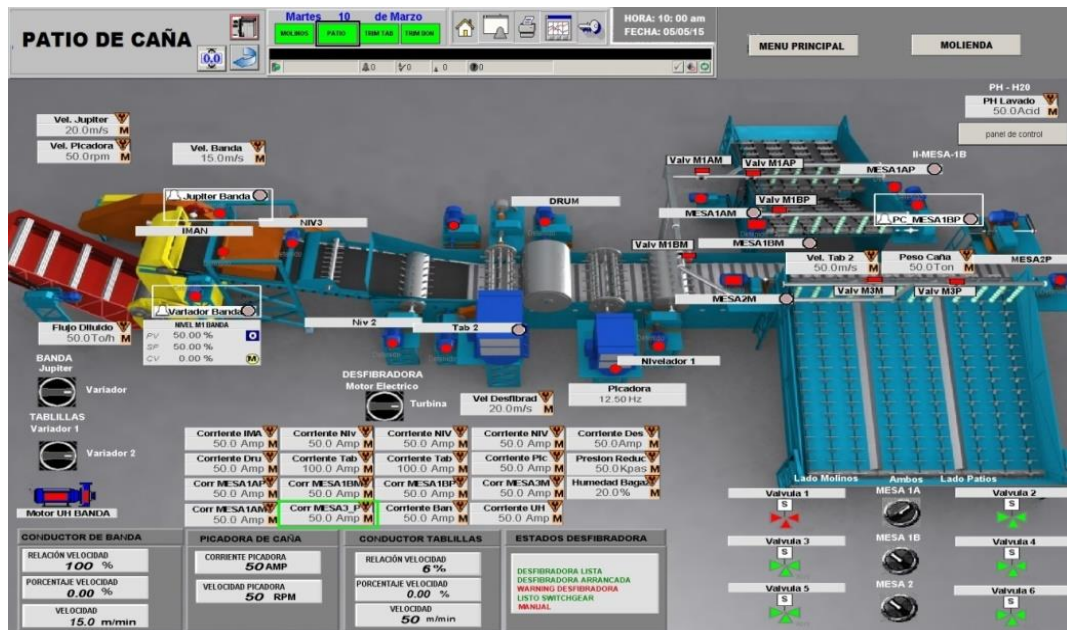 PATIO DE CAÑA
0,0
Martes 10 de Marzo
MOLINOS PATIO TRIM TAB TRIM DON
HORA: 10: 00 am
FECHA: 05/05/15
0 0 0 0
MENU PRINCIPAL
MOLIENDA
PH - H20
PH Lavado
50.0Acid M
panel de control
Vel. Jupiter
20.0m/s M
Vel. Picadora
50.0rpm M
Vel. Banda
15.0m/s M
Jupiter Banda
IMAN
NIV3
DRUM
Valv M1AM
Valv M1AP
II-MESA-1B
MESA1AP
Valv M1BP
MESA1AM
PC_MESA1BP
Valv M1BM
MESA1BM
Vel. Tab 2
50.0m/s M
Peso Caña
50.0Ton M
MESA2P
Valv M3M
Valv M3P
MESA2M
Variador Banda
Niv 2
Tab 2
Nivelador 1
Flujo Diluido
50.0To/h M
NIVEL M1 BANDA
PV 50.00 %
SP 50.00 %
CV 0.00 % M
BANDA
Jupiter
Variador
TABLILLAS
Variador 1
Variador 2
Motor UH BANDA
DESFIBRADORA
Motor Electrico
Turbina
Vel Desfibrad
20.0m/s M
Picadora
12.50 Hz
Corriente IMA
50.0 Amp M
Corriente Niv
50.0 Amp M
Corriente NIV
50.0 Amp M
Corriente NIV
50.0 Amp M
Corriente Des
50.0Amp M
Corriente Dru
50.0 Amp M
Corriente Tab
100.0 Amp M
Corriente Tab
100.0 Amp M
Corriente Pic
50.0 Amp M
Presion Reduc
50.0Kpas M
Corr MESA1AP
50.0 Amp M
Corr MESA1BM
50.0 Amp M
Corr MESA1BP
50.0 Amp M
Corr MESA3M
50.0 Amp M
Humedad Bagaz
20.0% M
Corr MESA1AM
50.0 Amp M
Corr MESA3_P
50.0 Amp M
Corriente Ban
50.0 Amp M
Corriente UH
50.0 Amp M
Lado Molinos Ambos Lado Patios
Valvula 1
S
MESA 1A
Valvula 2
S
Valvula 3
S
MESA 1B
Valvula 4
S
Valvula 5
S
MESA 2
Valvula 6
S
CONDUCTOR DE BANDA
RELACIÓN VELOCIDAD
100 %
PORCENTAJE VELOCIDAD
0.00 %
VELOCIDAD
15.0 m/min
PICADORA DE CAÑA
CORRIENTE PICADORA
50 AMP
VELOCIDAD PICADORA
50 RPM
CONDUCTOR TABLILLAS
RELACIÓN VELOCIDAD
6 %
PORCENTAJE VELOCIDAD
0.00 %
VELOCIDAD
50 m/min
ESTADOS DESFIBRADORA
DESFIBRADORA LISTA
DESFIBRADORA ARRANCADA
WARNING DESFIBRADORA
LISTO SWITCHGEAR
MANUAL